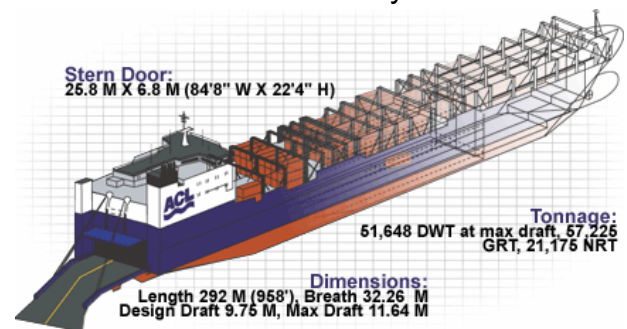 Stern Door:
25.8 M X 6.8 M (84'8" W X 22'4" H)
ACL
Tonnage:
51,648 DWT at max draft, 57,225
GRT, 21,175 NRT
Dimensions:
Length 292 M (958'), Breath 32.26 M
Design Draft 9.75 M, Max Draft 11.64 M